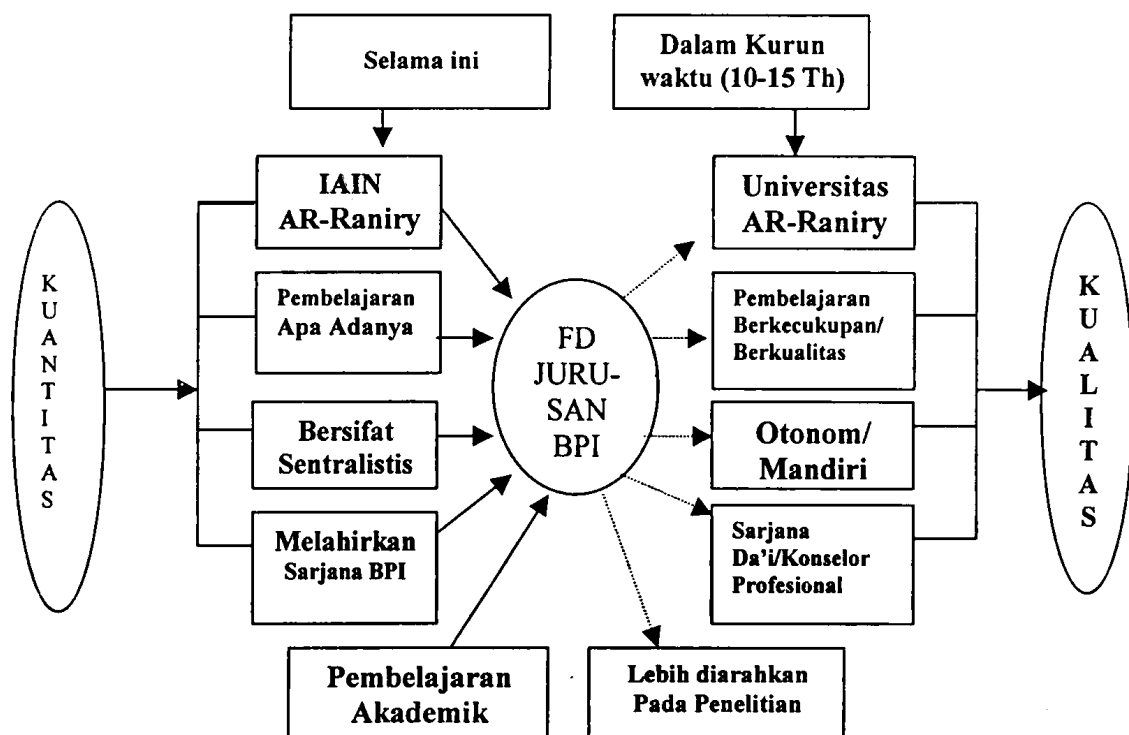 Selama ini
Dalam Kurun
waktu (10-15 Th)
IAIN
AR-Raniry
Universitas
AR-Raniry
KUANTITAS
Pembelajaran
Apa Adanya
FD
JURU-
SAN
BPI
Pembelajaran
Berkecukupan/
Berkualitas
KUALITAS
Bersifat
Sentralistis
Otonom/
Mandiri
Melahirkan
Sarjana BPI
Sarjana
Da'i/Konselor
Profesional
Pembelajaran
Akademik
Lebih diarahkan
Pada Penelitian